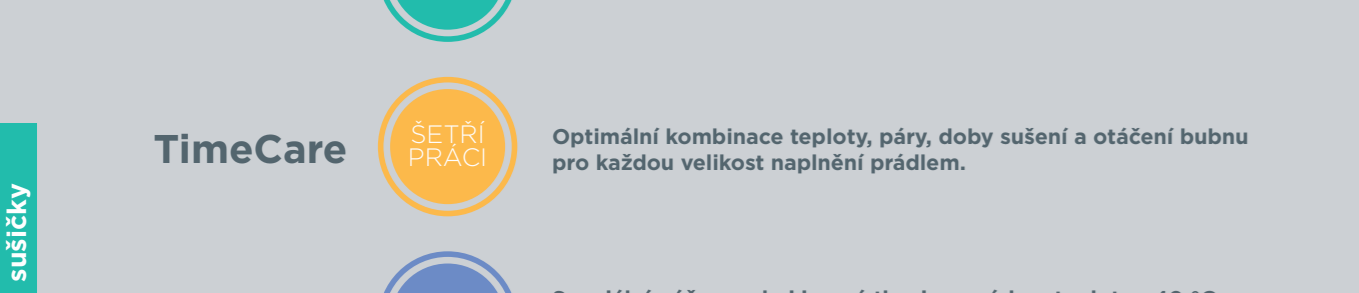 TimeCare
ŠETŘÍ
PRÁCI
Optimální kombinace teploty, páry, doby sušení a otáčení bubnu
pro každou velikost naplnění prádlem.
sušičky